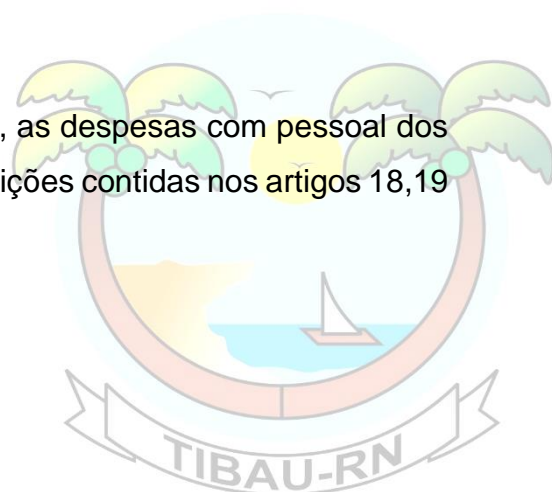 , as despesas com pessoal dos
ições contidas nos artigos 18,19
TIBAU-RN